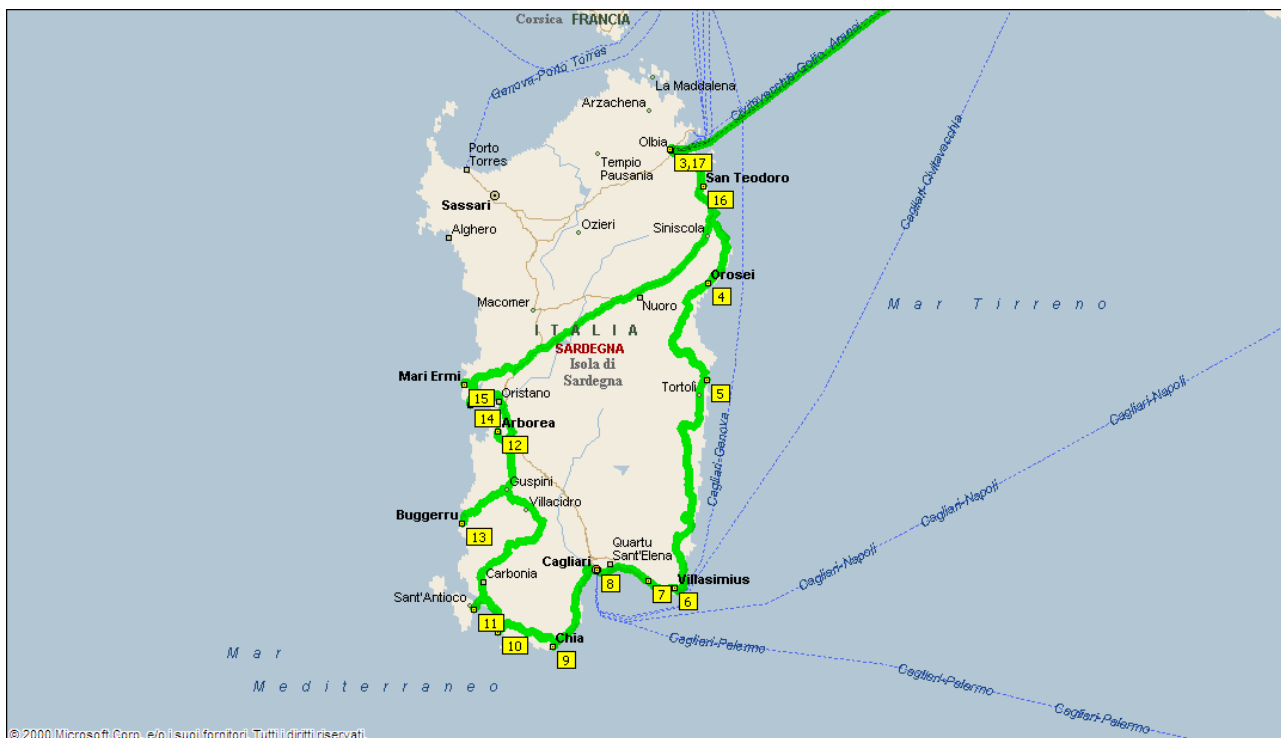 Corsica FRANCIA
Genova-Porto Torres
Civitavecchia-Golfo Aranci
La Maddalena
Arzachena
Olbia
3,17
Porto
Torres
Tempio
Pausania
San Teodoro
16
Sassari
Alghero
Ozieri
Siniscola
Cagliari-Civitavecchia
Orosei
4
Macomer
Nuoro
Mar Tirreno
ITALIA
SARDEGNA
Isola di
Sardegna
Mari Ermi
15
Oristano
Tortolì
5
14
Arborea
12
Cagliari-Napoli
Cagliari-Genova
Guspini
Villacidro
Buggerru
13
Cagliari-Napoli
Cagliari-Napoli
Quartu
Sant'Elena
Cagliari
8
Villasimius
7
6
Carbonia
Sant'Antioco
11
10
Chia
9
Cagliari-Palermo
Cagliari-Palermo
Cagliari-Palermo
Mar
Mediterraneo
© 2000 Microsoft Corp. e/o i suoi fornitori. Tutti i diritti riservati.